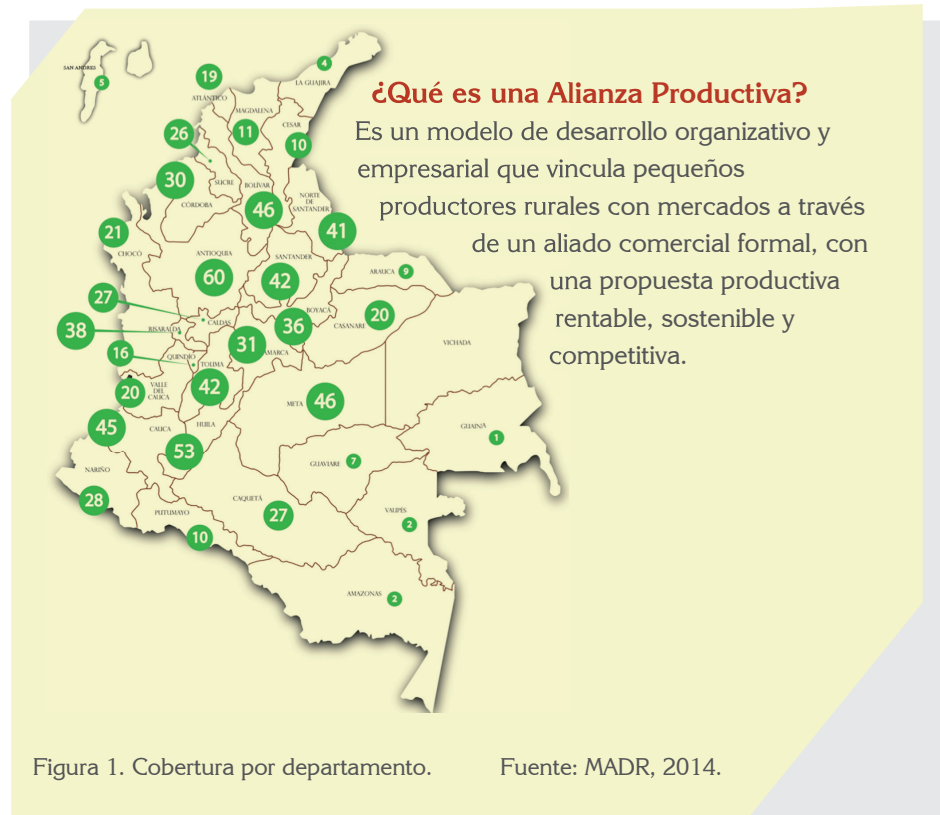 ¿Qué es una Alianza Productiva?
Es un modelo de desarrollo organizativo y
empresarial que vincula pequeños
productores rurales con mercados a través
de un aliado comercial formal, con
una propuesta productiva
rentable, sostenible y
competitiva.
SAN ANDRES
5
4
LA GUAJIRA
19
ATLÁNTICO
MAGDALENA
11
CESAR
10
26
SUCRE
30
CÓRDOBA
BOLÍVAR
46
NORTE
DE
SANTANDER
41
21
CHOCÓ
ANTIOQUIA
60
SANTANDER
42
ARAUCA
9
27
CALDAS
38
RISARALDA
BOYACÁ
36
CASANARE
20
31
AMARCA
VICHADA
16
QUINDIO
TOLIMA
42
20
VALLE
DEL
CAUCA
META
46
45
CAUCA
HUILA
53
GUAINÍA
1
GUAVIARE
7
NARIÑO
28
PUTUMAYO
10
CAQUETÁ
27
VAUPÉS
2
AMAZONAS
2
Figura 1. Cobertura por departamento.
Fuente: MADR, 2014.